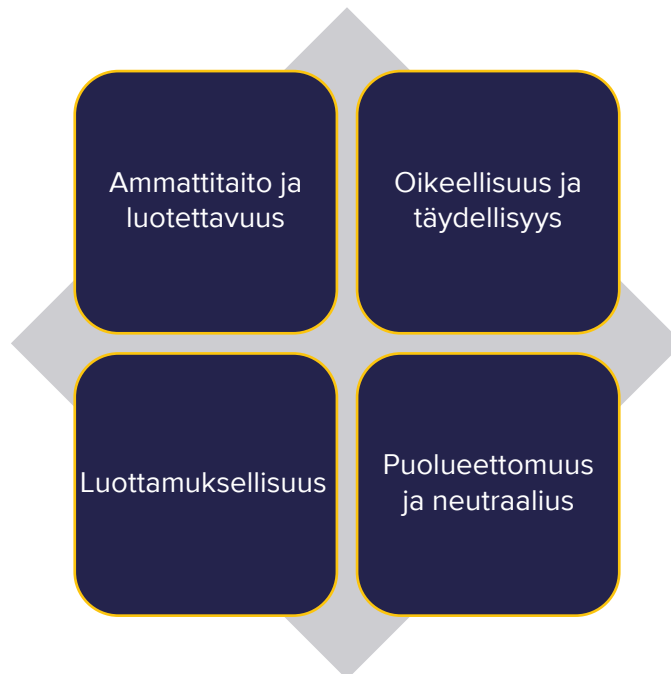 Ammattitaito ja
luotettavuus
Oikeellisuus ja
täydellisyys
Luottamuksellisuus
Puolueettomuus
ja neutraalius